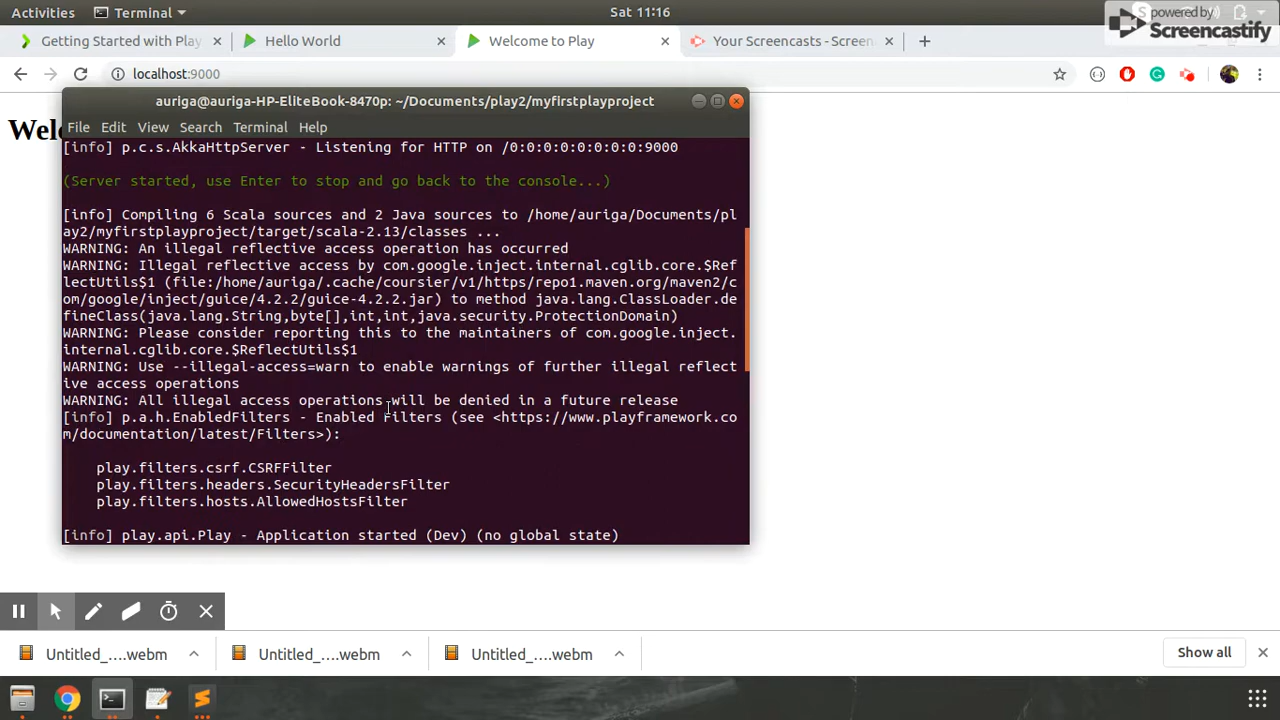 Activities
Terminal
Sat 11:16
powered by
Screencastify
Getting Started with Play
Hello World
Welcome to Play
Your Screencasts - Screen
localhost:9000
Welc
auriga@auriga-HP-EliteBook-8470p: ~/Documents/play2/myfirstplayproject
File Edit View Search Terminal Help
[info] p.c.s.AkkaHttpServer - Listening for HTTP on /0:0:0:0:0:0:0:0:9000
(Server started, use Enter to stop and go back to the console...)
[info] Compiling 6 Scala sources and 2 Java sources to /home/auriga/Documents/pl
ay2/myfirstplayproject/target/scala-2.13/classes ...
WARNING: An illegal reflective access operation has occurred
WARNING: Illegal reflective access by com.google.inject.internal.cglib.core.$Ref
lectUtils$1 (file:/home/auriga/.cache/coursier/v1/https/repo1.maven.org/maven2/c
om/google/inject/guice/4.2.2/guice-4.2.2.jar) to method java.lang.ClassLoader.de
fineClass(java.lang.String,byte[],int,int,java.security.ProtectionDomain)
WARNING: Please consider reporting this to the maintainers of com.google.inject.
internal.cglib.core.$ReflectUtils$1
WARNING: Use --illegal-access=warn to enable warnings of further illegal reflect
ive access operations
WARNING: All illegal access operations will be denied in a future release
[info] p.a.h.EnabledFilters - Enabled Filters (see <https://www.playframework.co
m/documentation/latest/Filters>):
play.filters.csrf.CSRFFilter
play.filters.headers.SecurityHeadersFilter
play.filters.hosts.AllowedHostsFilter
[info] play.api.Play - Application started (Dev) (no global state)
Untitled_....webm
Untitled_....webm
Untitled_....webm
Show all